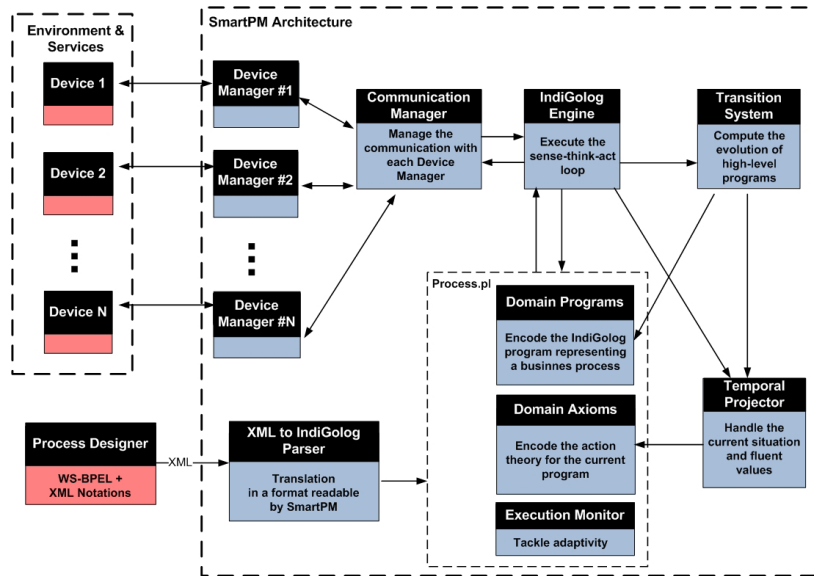 Environment &
Services
SmartPM Architecture
Device 1
Device
Manager #1
Communication
Manager
Manage the
communication with
each Device
Manager
IndiGolog
Engine
Execute the
sense-think-act
loop
Transition
System
Compute the
evolution of
high-level
programs
Device 2
Device
Manager #2
Device N
Device
Manager #N
Process.pl
Domain Programs
Encode the IndiGolog
program representing
a businnes process
Temporal
Projector
Handle the
current situation
and fluent
values
Domain Axioms
Encode the action
theory for the current
program
Execution Monitor
Tackle adaptivity
Process Designer
WS-BPEL +
XML Notations
XML
XML to IndiGolog
Parser
Translation
in a format readable
by SmartPM